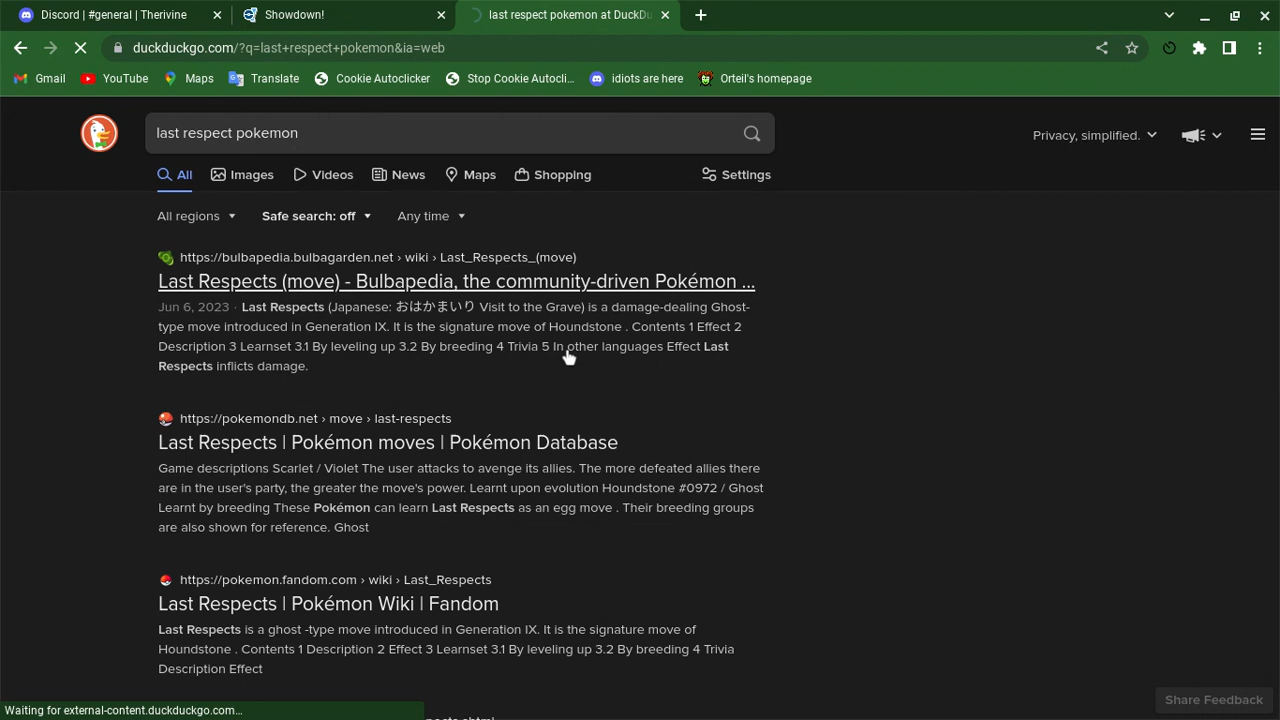 Discord | #general | Therivine
Showdown!
last respect pokemon at DuckDu
duckduckgo.com/?q=last+respect+pokemon&ia=web
Gmail YouTube Maps Translate Cookie Autoclicker Stop Cookie Autocli... idiots are here Orteil's homepage
last respect pokemon
Privacy, simplified.
All Images Videos News Maps Shopping Settings
All regions Safe search: off Any time
https://bulbapedia.bulbagarden.net › wiki › Last_Respects_(move)
Last Respects (move) - Bulbapedia, the community-driven Pokémon ...
Jun 6, 2023 · Last Respects (Japanese: おはかまいり Visit to the Grave) is a damage-dealing Ghost-
type move introduced in Generation IX. It is the signature move of Houndstone . Contents 1 Effect 2
Description 3 Learnset 3.1 By leveling up 3.2 By breeding 4 Trivia 5 In other languages Effect Last
Respects inflicts damage.
https://pokemondb.net › move › last-respects
Last Respects | Pokémon moves | Pokémon Database
Game descriptions Scarlet / Violet The user attacks to avenge its allies. The more defeated allies there
are in the user's party, the greater the move's power. Learnt upon evolution Houndstone #0972 / Ghost
Learnt by breeding These Pokémon can learn Last Respects as an egg move . Their breeding groups
are also shown for reference. Ghost
https://pokemon.fandom.com › wiki › Last_Respects
Last Respects | Pokémon Wiki | Fandom
Last Respects is a ghost -type move introduced in Generation IX. It is the signature move of
Houndstone . Contents 1 Description 2 Effect 3 Learnset 3.1 By leveling up 3.2 By breeding 4 Trivia
Description Effect
Share Feedback
Waiting for external-content.duckduckgo.com...